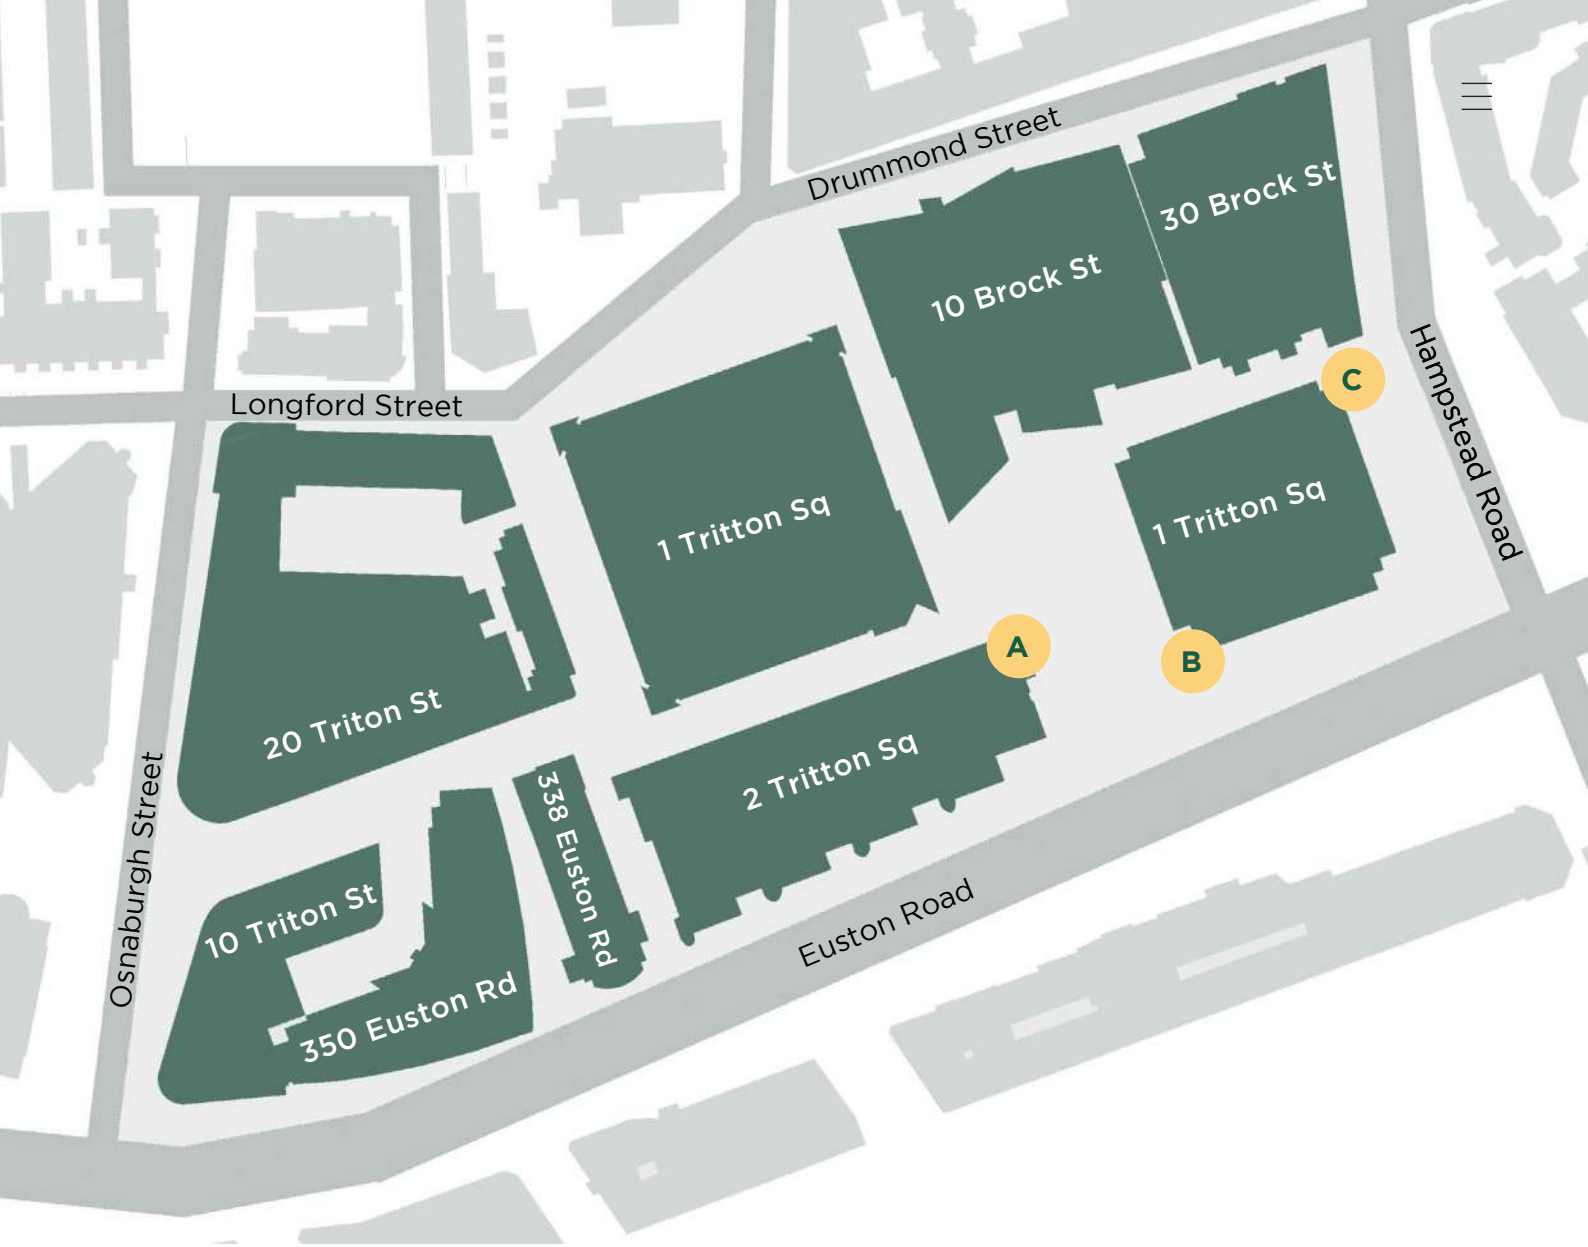 Drummond Street
30 Brock St
10 Brock St
Longford Street
Hampstead Road
C
1 Tritton Sq
1 Tritton Sq
A
B
20 Triton St
2 Tritton Sq
338 Euston Rd
Osnaburgh Street
10 Triton St
Euston Road
350 Euston Rd